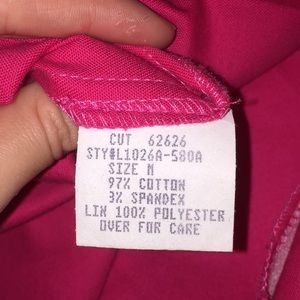 CUT 62626
STY#L1026A-580A
SIZE M
97% COTTON
3% SPANDEX
LIN 100% POLYESTER
OVER FOR CARE